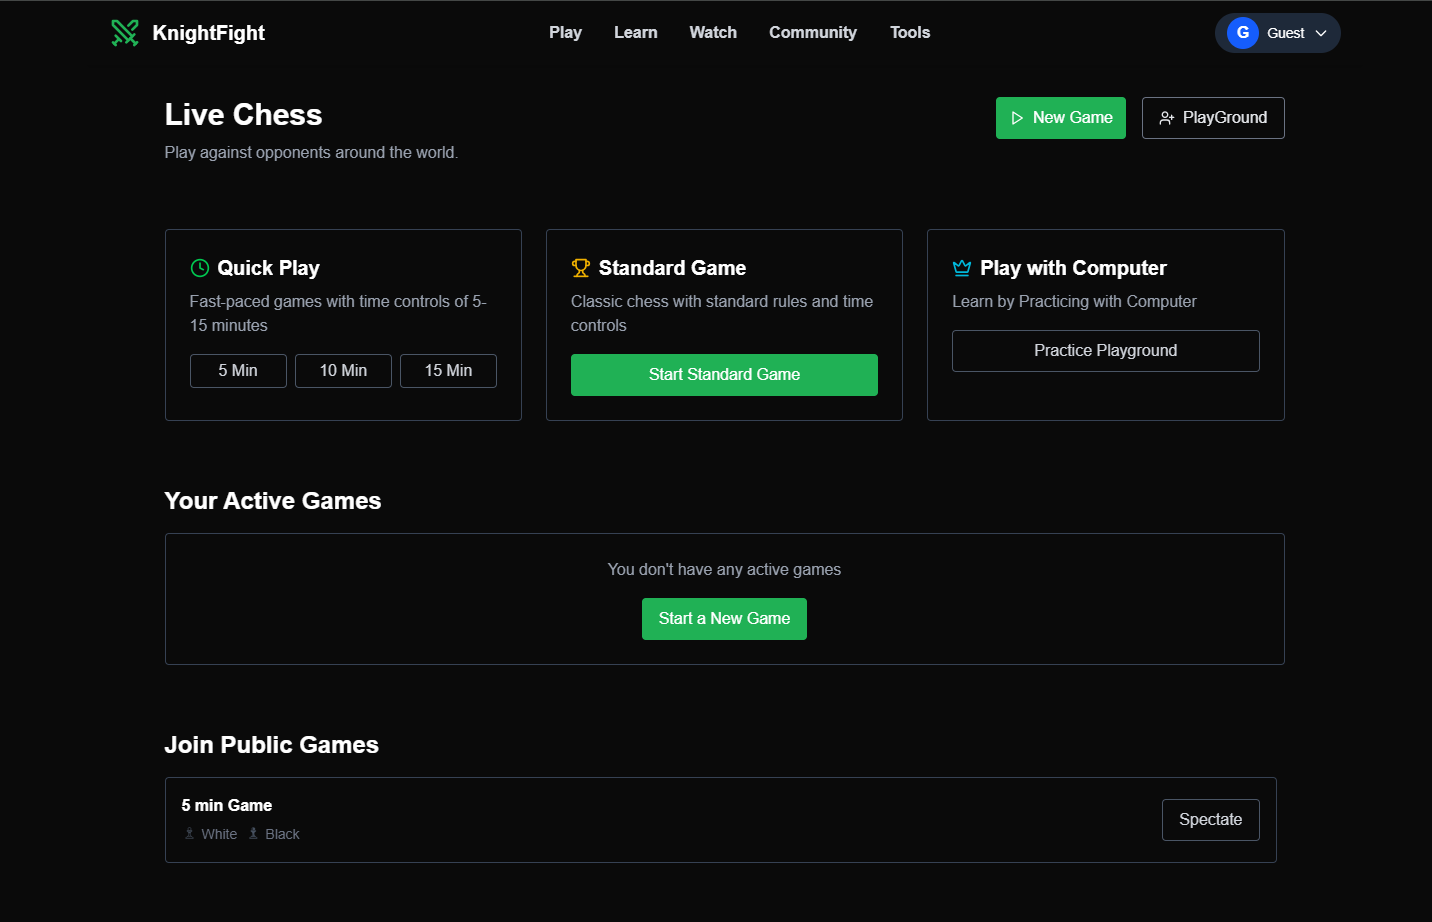 KnightFight
Play
Learn
Watch
Community
Tools
G
Guest
Live Chess
Play against opponents around the world.
New Game
PlayGround
Quick Play
Fast-paced games with time controls of 5-
15 minutes
5 Min
10 Min
15 Min
Standard Game
Classic chess with standard rules and time
controls
Start Standard Game
Play with Computer
Learn by Practicing with Computer
Practice Playground
Your Active Games
You don't have any active games
Start a New Game
Join Public Games
5 min Game
White
Black
Spectate